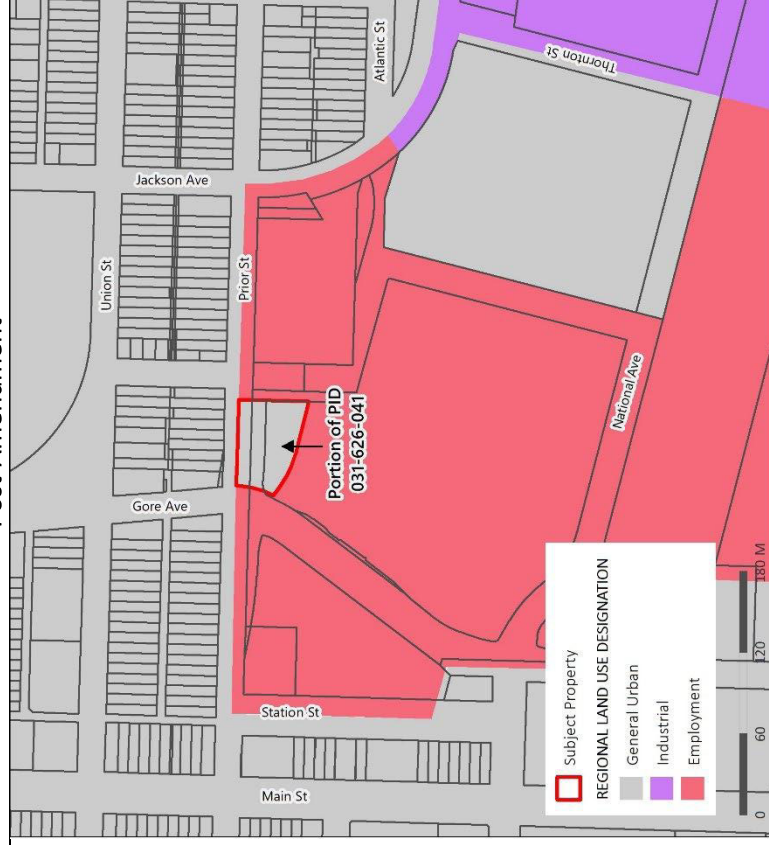 Post-Amendment
Atlantic St
Thornton St
Jackson Ave
Union St
Prior St
Portion of PID
031-626-041
Gore Ave
National Ave
Station St
Main St
Subject Property
REGIONAL LAND USE DESIGNATION
General Urban
Industrial
Employment
0 60 120 180 M